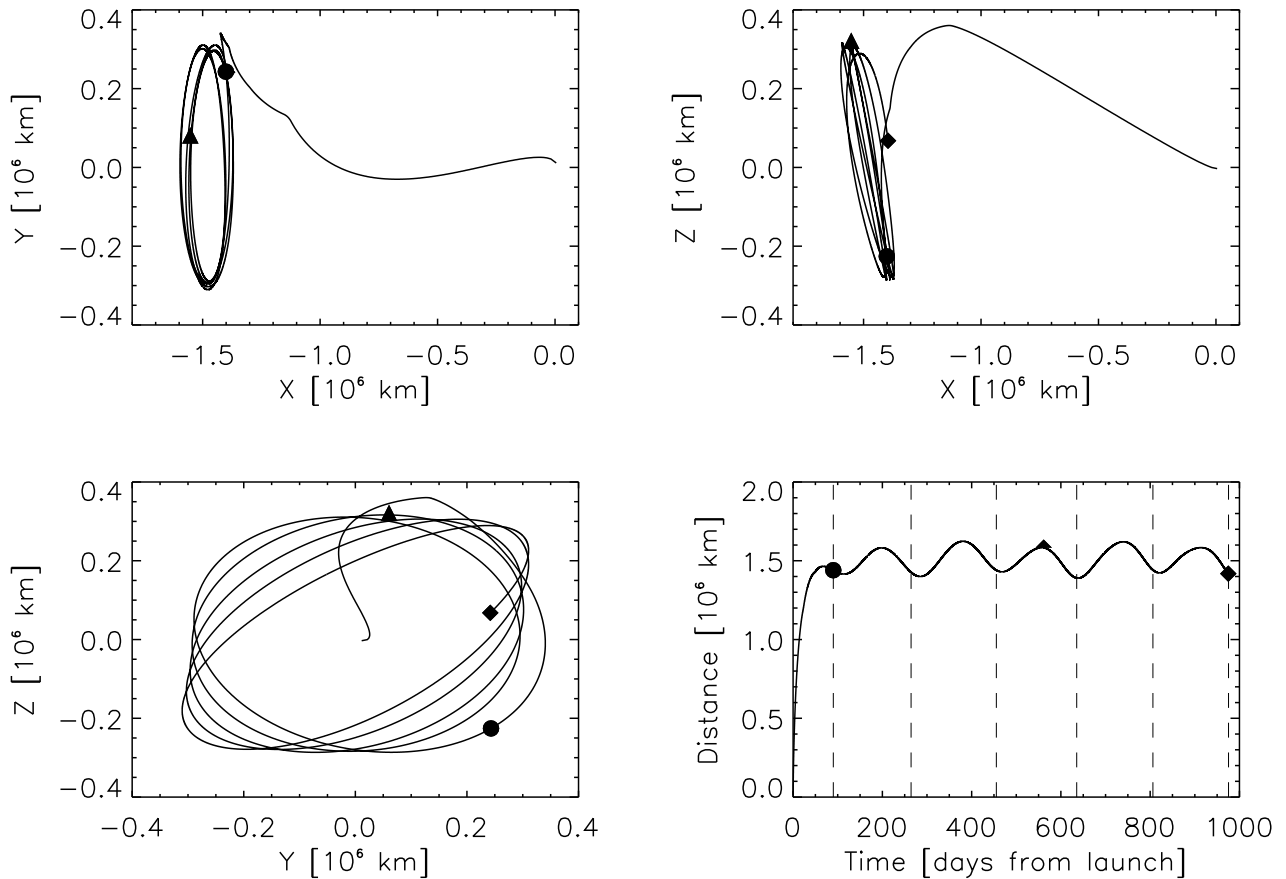 0.4
0.2
0.0
−0.2
−0.4
Y [10⁶ km]
−1.5 −1.0 −0.5 0.0
X [10⁶ km]
0.4
0.2
0.0
−0.2
−0.4
Z [10⁶ km]
−1.5 −1.0 −0.5 0.0
X [10⁶ km]
0.4
0.2
0.0
−0.2
−0.4
Z [10⁶ km]
−0.4 −0.2 0.0 0.2 0.4
Y [10⁶ km]
2.0
1.5
1.0
0.5
0.0
Distance [10⁶ km]
0 200 400 600 800 1000
Time [days from launch]